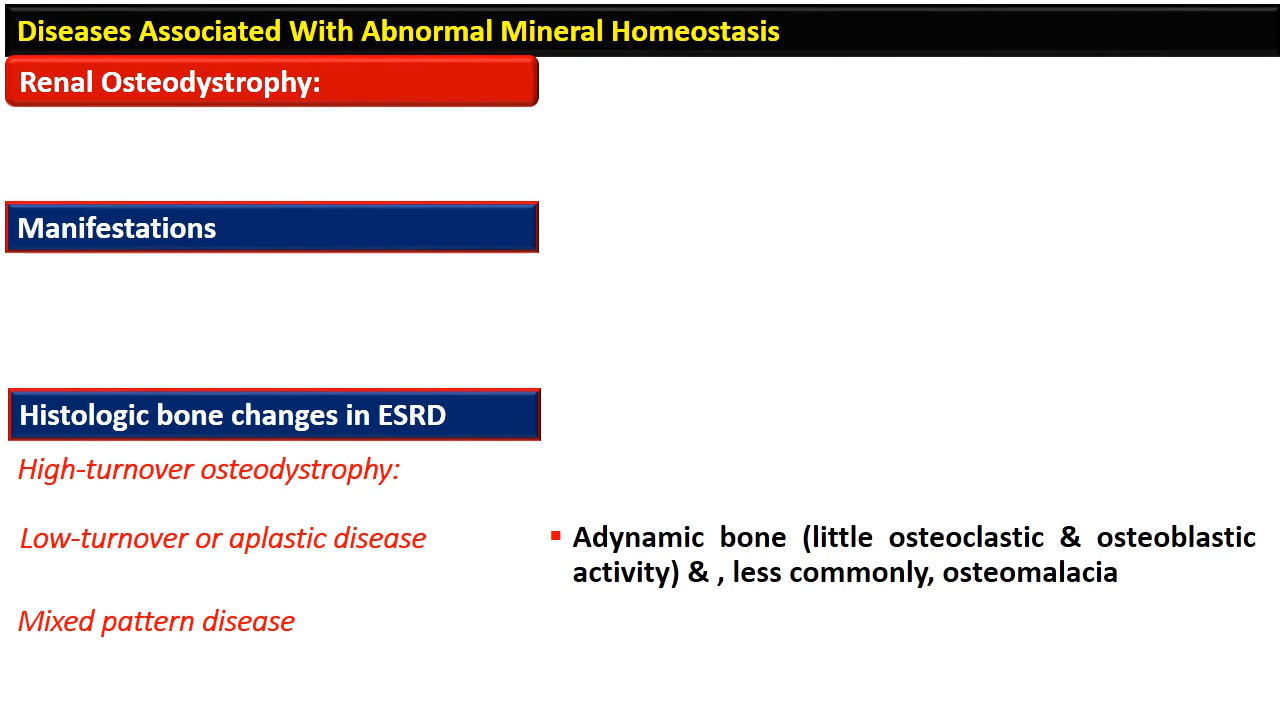 Diseases Associated With Abnormal Mineral Homeostasis
Renal Osteodystrophy:
Manifestations
Histologic bone changes in ESRD
High-turnover osteodystrophy:
Low-turnover or aplastic disease
▪ Adynamic bone (little osteoclastic & osteoblastic
activity) & , less commonly, osteomalacia
Mixed pattern disease